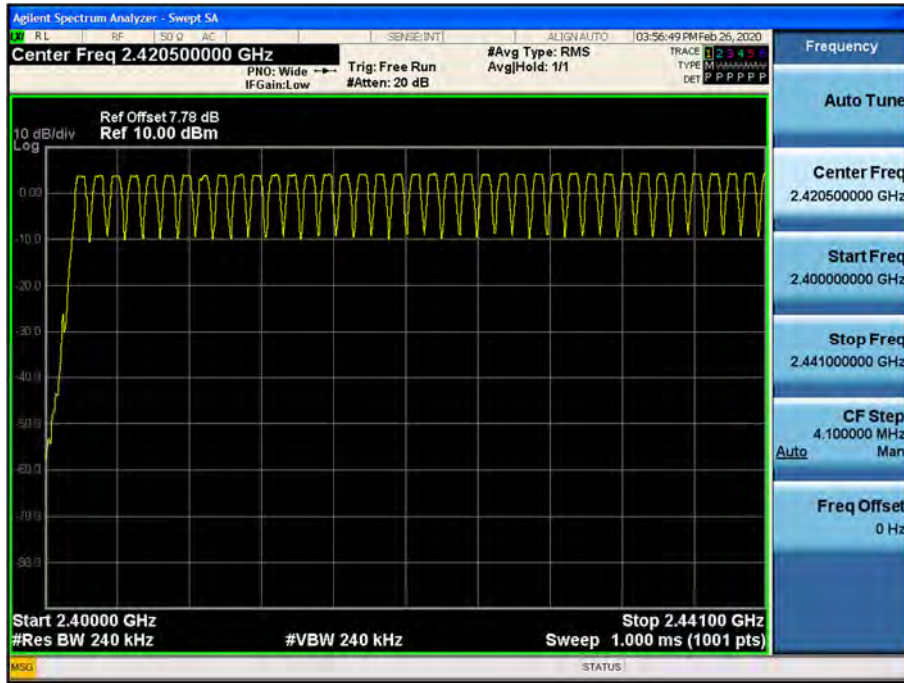 Agilent Spectrum Analyzer - Swept SA
RL RF 50 Ω AC SENSE:INT ALIGN AUTO 03:56:49 PM Feb 26, 2020
Center Freq 2.420500000 GHz
PNO: Wide
IFGain:Low
Trig: Free Run
#Atten: 20 dB
#Avg Type: RMS
Avg|Hold: 1/1
TRACE 1 2 3 4 5 6
TYPE M
DET P P P P P P
Ref Offset 7.78 dB
10 dB/div Ref 10.00 dBm
Log
0.00
-10.0
-20.0
-30.0
-40.0
-50.0
-60.0
-70.0
-80.0
Start 2.40000 GHz Stop 2.44100 GHz
#Res BW 240 kHz #VBW 240 kHz Sweep 1.000 ms (1001 pts)
MSG STATUS
Frequency
Auto Tune
Center Freq
2.420500000 GHz
Start Freq
2.400000000 GHz
Stop Freq
2.441000000 GHz
CF Step
4.100000 MHz
Auto Man
Freq Offset
0 Hz